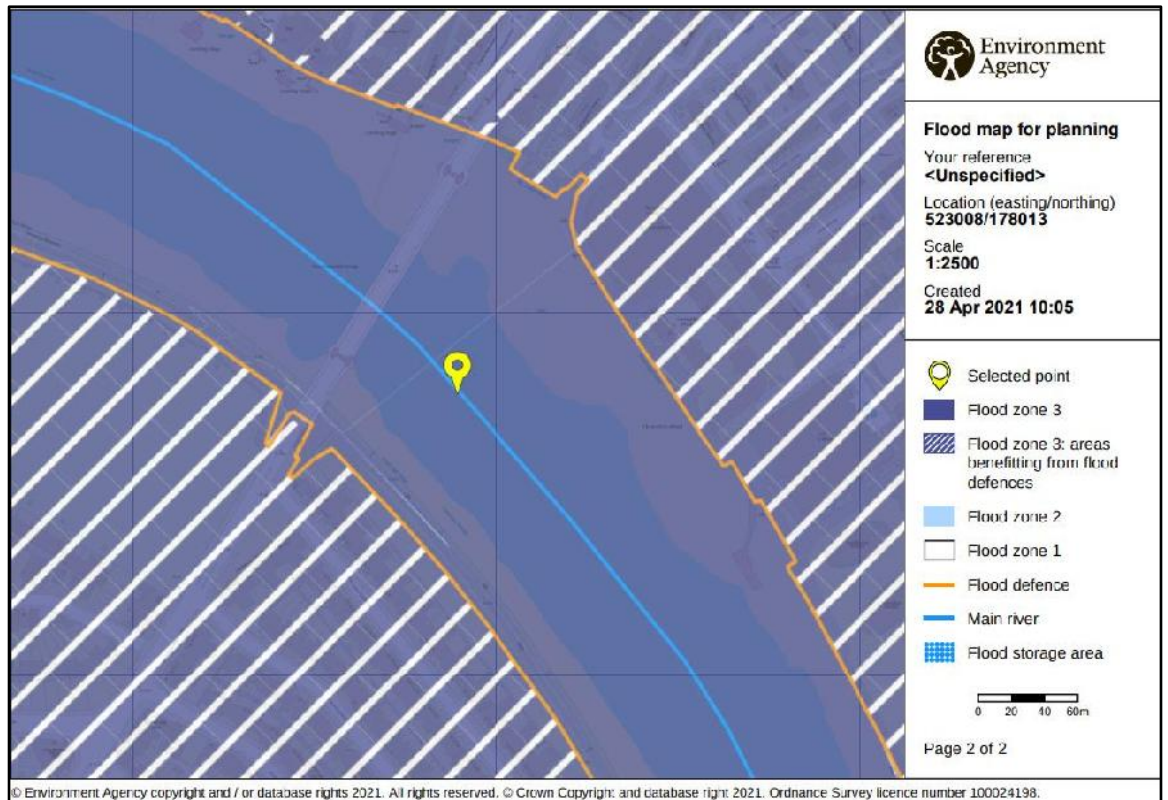 Environment
Agency
Flood map for planning
Your reference
<Unspecified>
Location (easting/northing)
523008/178013
Scale
1:2500
Created
28 Apr 2021 10:05
Selected point
Flood zone 3
Flood zone 3: areas
benefitting from flood
defences
Flood zone 2
Flood zone 1
Flood defence
Main river
Flood storage area
0 20 40 60m
Page 2 of 2
© Environment Agency copyright and / or database rights 2021. All rights reserved. © Crown Copyright and database right 2021. Ordnance Survey licence number 100024198.